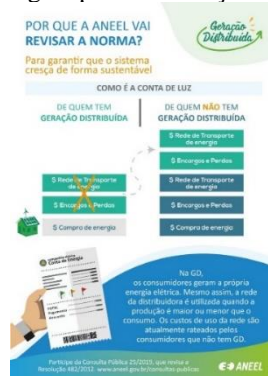 POR QUE A ANEEL VAI
REVISAR A NORMA?
Geração
Distribuída
Para garantir que o sistema
cresça de forma sustentável
COMO É A CONTA DE LUZ
DE QUEM TEM
GERAÇÃO DISTRIBUÍDA
DE QUEM NÃO TEM
GERAÇÃO DISTRIBUÍDA
$ Rede de Transporte
de energia
$ Encargos e Perdas
$ Rede de Transporte
de energia
$ Rede de Transporte
de energia
$ Encargos e Perdas
$ Encargos e Perdas
$ Compra de energia
$ Compra de energia
Conta de Energia
Na GD,
os consumidores geram a própria
energia elétrica. Mesmo assim, a rede
da distribuidora é utilizada quando a
produção é maior ou menor que o
consumo. Os custos de uso da rede são
atualmente rateados pelos
consumidores que não tem GD.
Participe da Consulta Pública 25/2019, que revisa a
Resolução 482/2012. www.aneel.gov.br/consultas-publicas
ANEEL